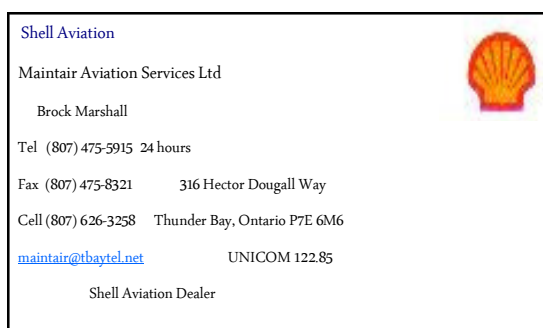 Shell Aviation
Maintair Aviation Services Ltd
Brock Marshall
Tel (807) 475-5915 24 hours
Fax (807) 475-8321 316 Hector Dougall Way
Cell (807) 626-3258 Thunder Bay, Ontario P7E 6M6
maintair@tbaytel.net UNICOM 122.85
Shell Aviation Dealer